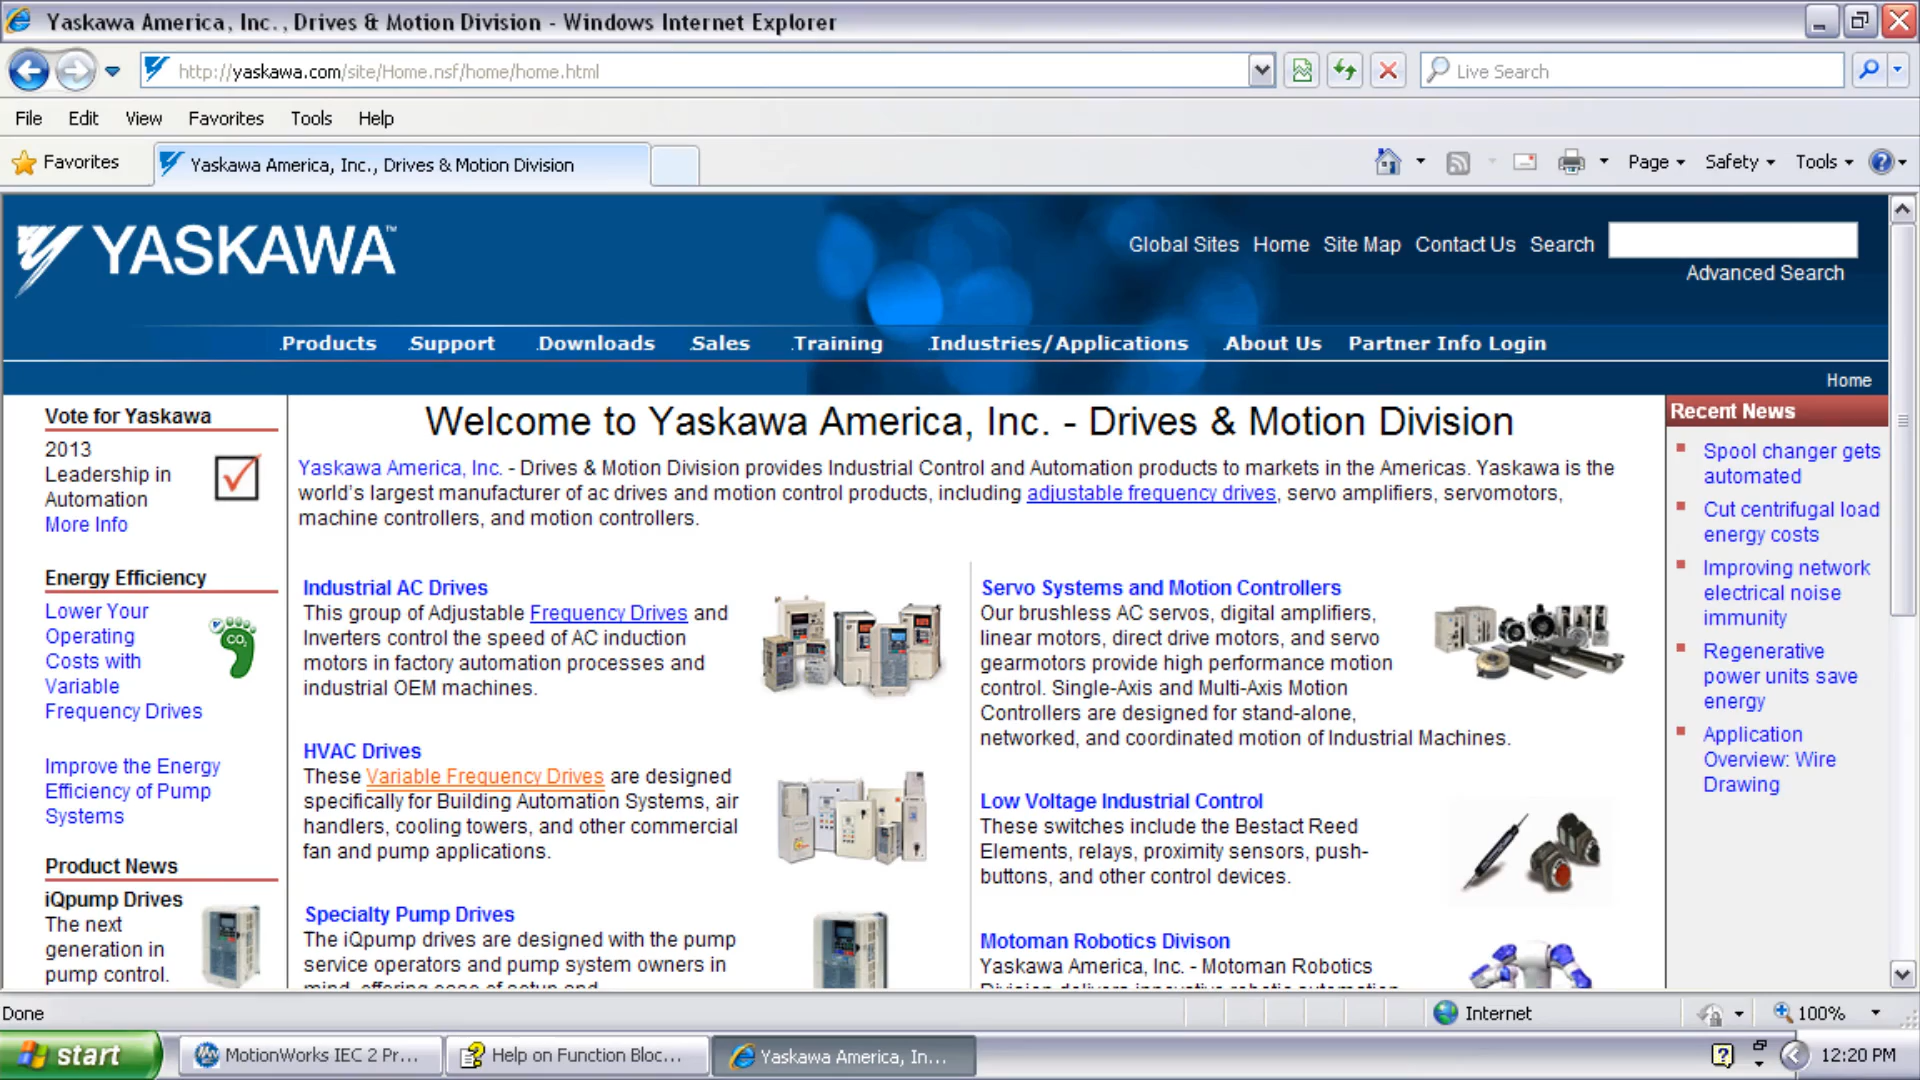 Yaskawa America, Inc., Drives & Motion Division - Windows Internet Explorer
http://yaskawa.com/site/Home.nsf/home/home.html
Live Search
File Edit View Favorites Tools Help
Favorites
Yaskawa America, Inc., Drives & Motion Division
Page Safety Tools
YASKAWA™
Global Sites Home Site Map Contact Us Search
Advanced Search
.Products .Support .Downloads .Sales .Training .Industries/Applications .About Us Partner Info Login
Home
Vote for Yaskawa
2013
Leadership in
Automation
More Info
Energy Efficiency
Lower Your
Operating
Costs with
Variable
Frequency Drives
CO2
Improve the Energy
Efficiency of Pump
Systems
Product News
iQpump Drives
The next
generation in
pump control.
Welcome to Yaskawa America, Inc. - Drives & Motion Division
Yaskawa America, Inc. - Drives & Motion Division provides Industrial Control and Automation products to markets in the Americas. Yaskawa is the
world's largest manufacturer of ac drives and motion control products, including adjustable frequency drives, servo amplifiers, servomotors,
machine controllers, and motion controllers.
Industrial AC Drives
This group of Adjustable Frequency Drives and
Inverters control the speed of AC induction
motors in factory automation processes and
industrial OEM machines.
HVAC Drives
These Variable Frequency Drives are designed
specifically for Building Automation Systems, air
handlers, cooling towers, and other commercial
fan and pump applications.
Specialty Pump Drives
The iQpump drives are designed with the pump
service operators and pump system owners in
mind, offering ease of setup and
Servo Systems and Motion Controllers
Our brushless AC servos, digital amplifiers,
linear motors, direct drive motors, and servo
gearmotors provide high performance motion
control. Single-Axis and Multi-Axis Motion
Controllers are designed for stand-alone,
networked, and coordinated motion of Industrial Machines.
Low Voltage Industrial Control
These switches include the Bestact Reed
Elements, relays, proximity sensors, push-
buttons, and other control devices.
Motoman Robotics Divison
Yaskawa America, Inc. - Motoman Robotics
Division delivers innovative robotic automation
Recent News
Spool changer gets
automated
Cut centrifugal load
energy costs
Improving network
electrical noise
immunity
Regenerative
power units save
energy
Application
Overview: Wire
Drawing
Done
Internet
100%
start
MotionWorks IEC 2 Pr...
Help on Function Bloc...
Yaskawa America, In...
12:20 PM